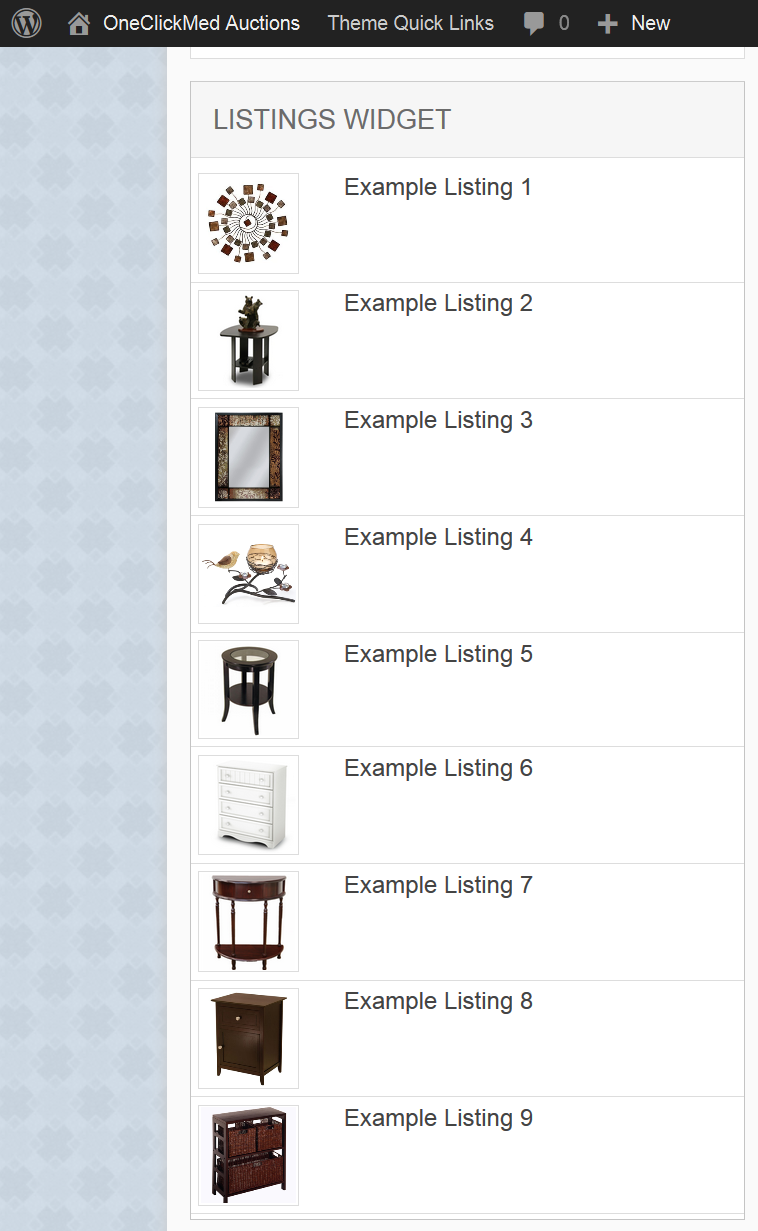 OneClickMed Auctions Theme Quick Links 0 New
LISTINGS WIDGET
Example Listing 1
Example Listing 2
Example Listing 3
Example Listing 4
Example Listing 5
Example Listing 6
Example Listing 7
Example Listing 8
Example Listing 9